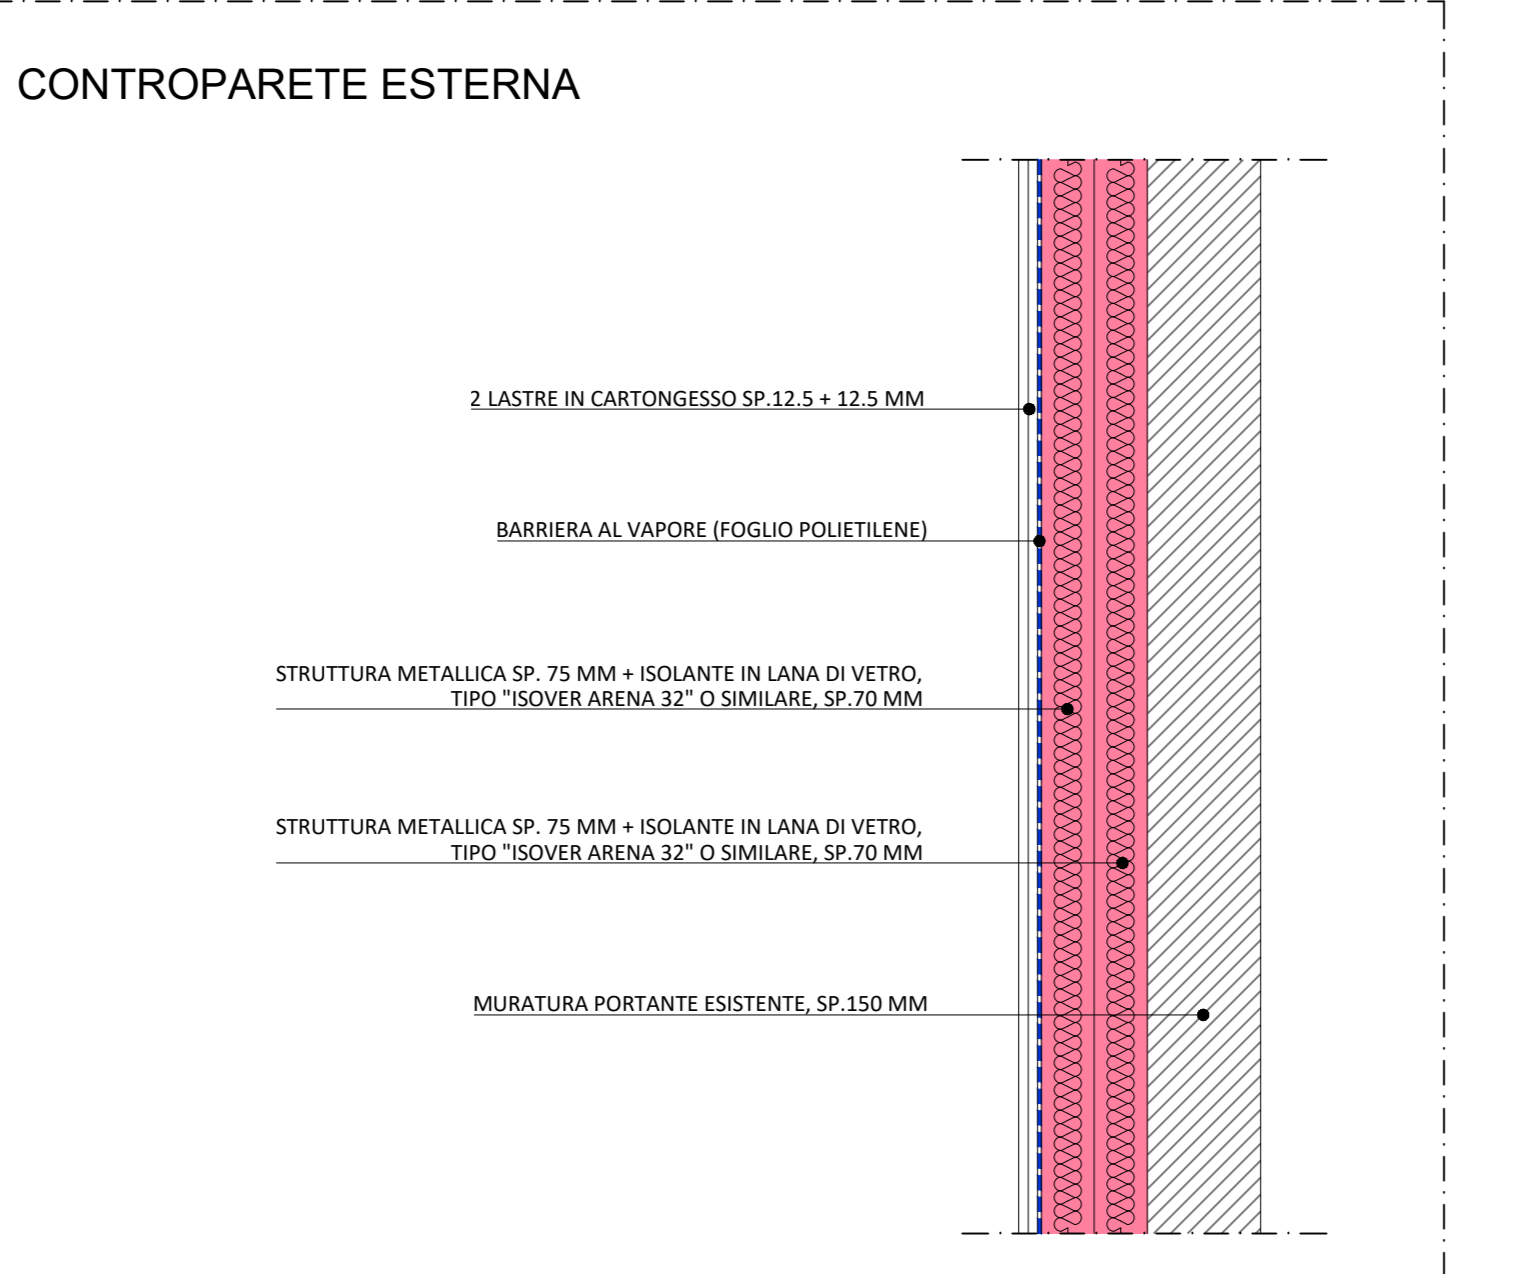 CONTROPARETE ESTERNA
2 LASTRE IN CARTONGESSO SP.12.5 + 12.5 MM
BARRIERA AL VAPORE (FOGLIO POLIETILENE)
STRUTTURA METALLICA SP. 75 MM + ISOLANTE IN LANA DI VETRO,
TIPO "ISOVER ARENA 32" O SIMILARE, SP.70 MM
STRUTTURA METALLICA SP. 75 MM + ISOLANTE IN LANA DI VETRO,
TIPO "ISOVER ARENA 32" O SIMILARE, SP.70 MM
MURATURA PORTANTE ESISTENTE, SP.150 MM